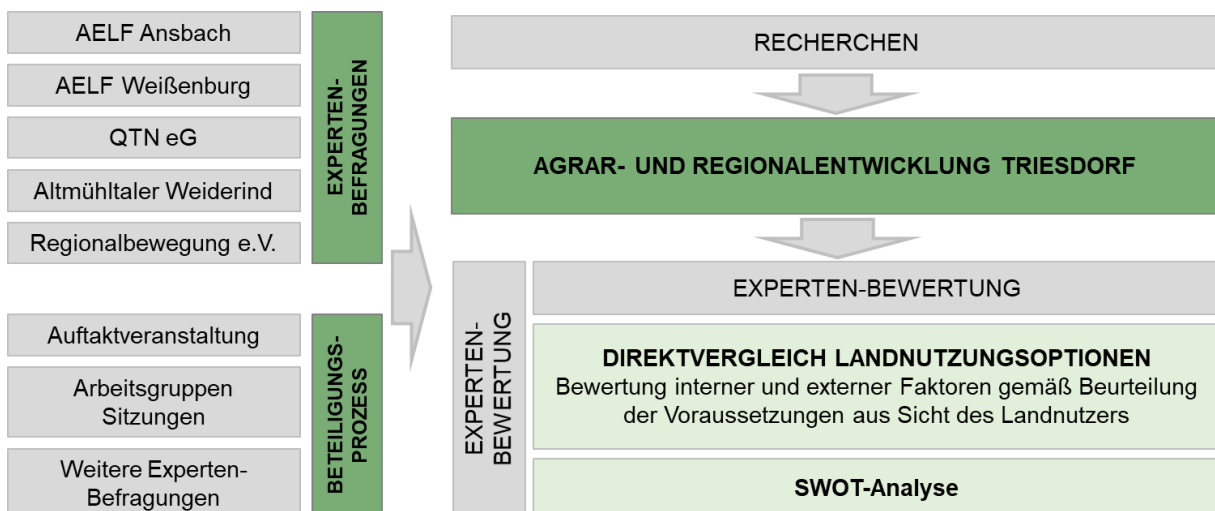 AELF Ansbach
AELF Weißenburg
QTN eG
Altmühltaler Weiderind
Regionalbewegung e.V.
EXPERTEN-
BEFRAGUNGEN
Auftaktveranstaltung
Arbeitsgruppen
Sitzungen
Weitere Experten-
Befragungen
BETEILIGUNGS-
PROZESS
RECHERCHEN
AGRAR- UND REGIONALENTWICKLUNG TRIESDORF
EXPERTEN-
BEWERTUNG
EXPERTEN-BEWERTUNG
DIREKTVERGLEICH LANDNUTZUNGSOPTIONEN
Bewertung interner und externer Faktoren gemäß Beurteilung
der Voraussetzungen aus Sicht des Landnutzers
SWOT-Analyse